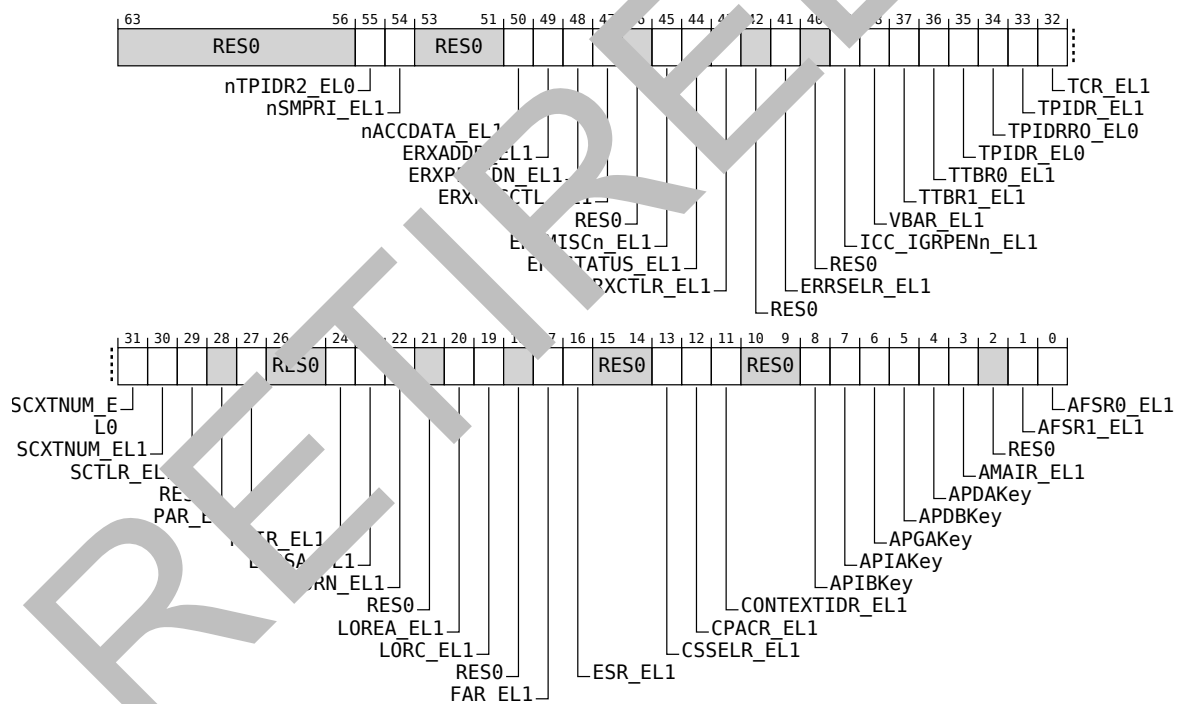 63 56 55 54 53 51 50 49 48 45 44 41 37 36 35 34 33 32
RES0 RES0
nTPIDR2_EL0 TCR_EL1
nSMPRI_EL1 TPIDR_EL1
nACCDATA_EL1 TPIDRRO_EL0
TPIDR_EL0
TTBR0_EL1
TTBR1_EL1
RES0 VBAR_EL1
ICC_IGRPENn_EL1
RES0
ERRSELR_EL1
RES0
31 30 29 28 27 26 24 22 21 20 19 16 15 14 13 12 11 10 9 8 7 6 5 4 3 2 1 0
RES0 RES0 RES0
SCXTNUM_E AFSR0_EL1
L0 AFSR1_EL1
SCXTNUM_EL1 RES0
AMAIR_EL1
APDAKey
APDBKey
APGAKey
APIAKey
APIBKey
RES0 CONTEXTIDR_EL1
LOREA_EL1 CPACR_EL1
LORC_EL1 CSSELR_EL1
RES0 ESR_EL1
FAR_EL1
RETIRE